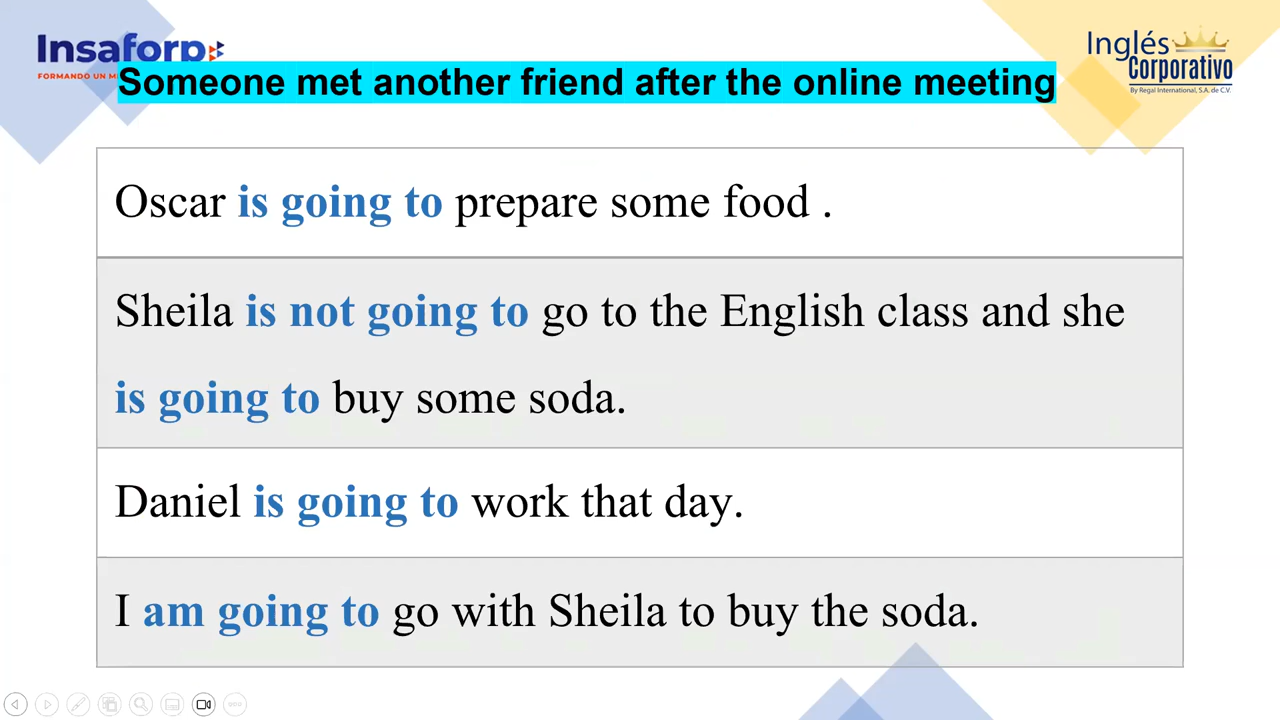 Insaforp
FORMANDO UN M
Inglés
Corporativo
By Regal International, S.A. de C.V.
Someone met another friend after the online meeting
Oscar is going to prepare some food .
Sheila is not going to go to the English class and she
is going to buy some soda.
Daniel is going to work that day.
I am going to go with Sheila to buy the soda.